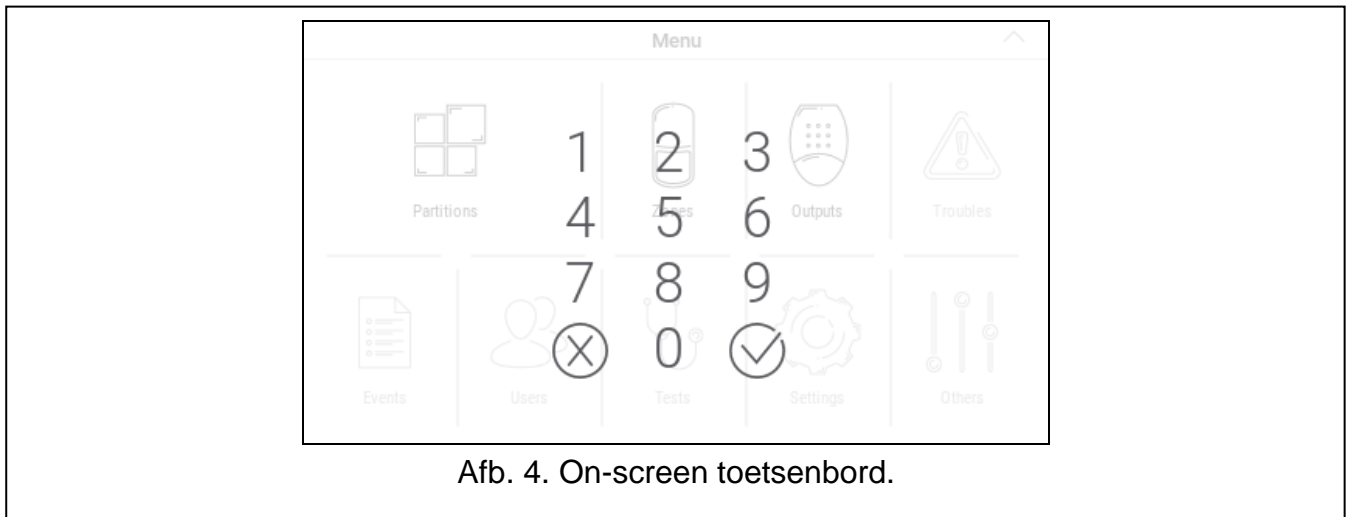 Menu
1 2 3
Partitions Zones Outputs Troubles
4 5 6
7 8 9
0
Events Users Tests Settings Others
Afb. 4. On-screen toetsenbord.